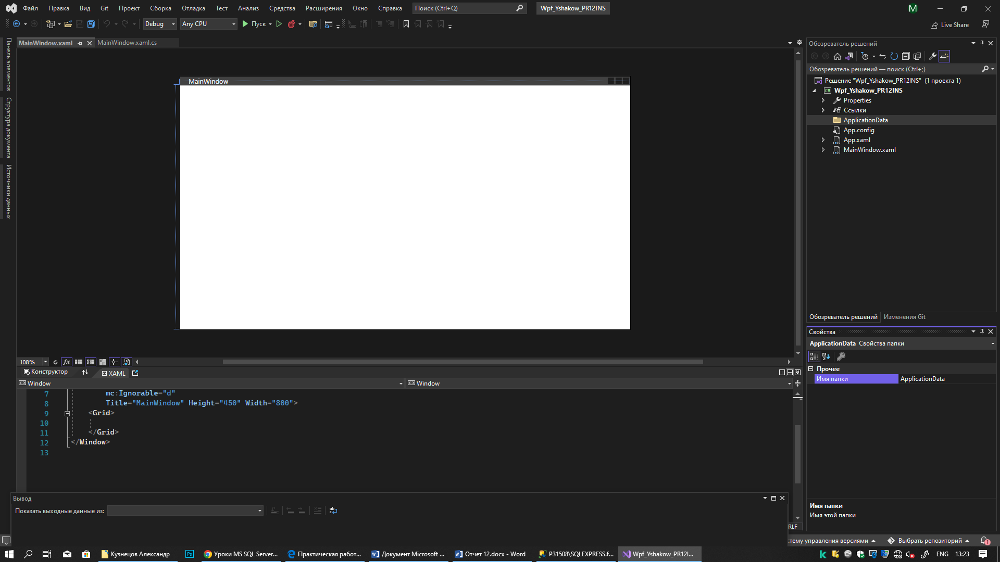 Файл Правка Вид Git Проект Сборка Отладка Тест Анализ Средства Расширения Окно Справка Поиск (Ctrl+Q) Wpf_Yshakow_PR12INS M
Debug Any CPU Пуск Live Share
Панель элементов
Структура документа
Источники данных
MainWindow.xaml MainWindow.xaml.cs
MainWindow
108% fx
Конструктор XAML
Window Window
7 mc:Ignorable="d"
8 Title="MainWindow" Height="450" Width="800">
9 <Grid>
10
11 </Grid>
12 </Window>
13
Вывод
Показать выходные данные из:
Обозреватель решений
Обозреватель решений — поиск (Ctrl+;)
Решение "Wpf_Yshakow_PR12INS" (1 проекта 1)
C# Wpf_Yshakow_PR12INS
Properties
Ссылки
ApplicationData
App.config
App.xaml
MainWindow.xaml
Обозреватель решений Изменения Git
Свойства
ApplicationData Свойства папки
Прочее
Имя папки ApplicationData
Имя папки
Имя этой папки
RLF
стему управления версиями Выбрать репозиторий 1
Кузнецов Александр Ps Уроки MS SQL Server... Практическая работ... Документ Microsoft ... Отчет 12.docx - Word P31508\SQLEXPRESS.f... Wpf_Yshakow_PR12I... ENG 13:23